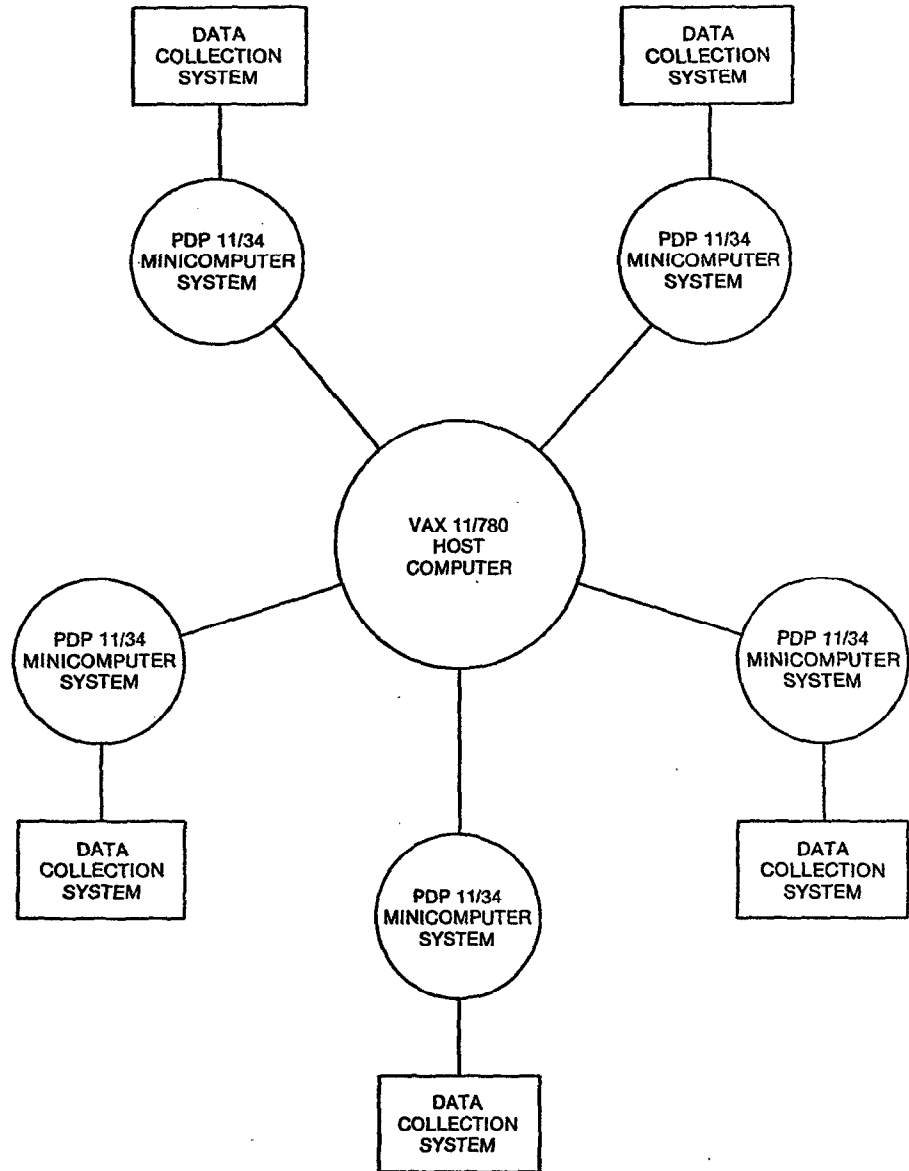 DATA
COLLECTION
SYSTEM
DATA
COLLECTION
SYSTEM
PDP 11/34
MINICOMPUTER
SYSTEM
PDP 11/34
MINICOMPUTER
SYSTEM
VAX 11/780
HOST
COMPUTER
PDP 11/34
MINICOMPUTER
SYSTEM
PDP 11/34
MINICOMPUTER
SYSTEM
DATA
COLLECTION
SYSTEM
DATA
COLLECTION
SYSTEM
PDP 11/34
MINICOMPUTER
SYSTEM
DATA
COLLECTION
SYSTEM